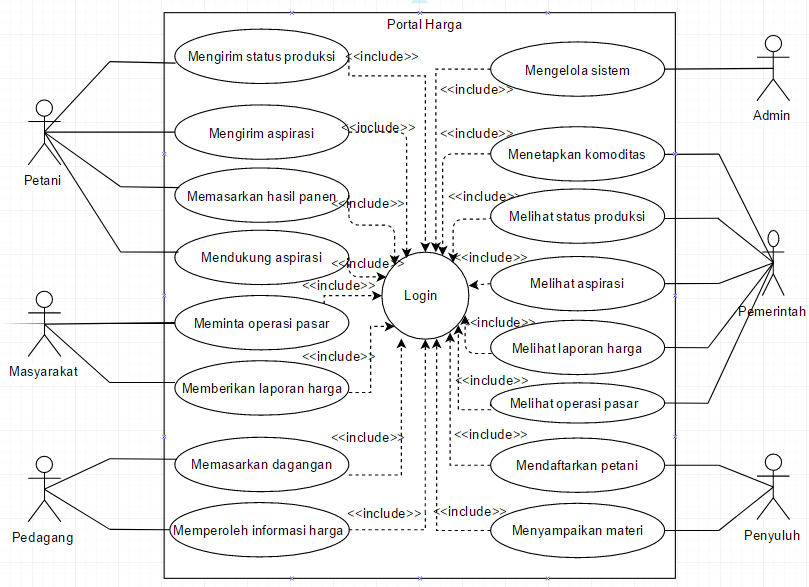 Portal Harga
Mengirim status produksi
<<include>>
Mengelola sistem
<<include>>
Admin
Mengirim aspirasi
<<include>>
<<include>>
Menetapkan komoditas
Petani
Memasarkan hasil panen
<<include>>
<<include>>
Melihat status produksi
Mendukung aspirasi
<<include>>
<<include>>
Melihat aspirasi
<<include>>
Login
Pemerintah
Meminta operasi pasar
<<include>>
Melihat laporan harga
Masyarakat
<<include>>
Memberikan laporan harga
<<include>>
Melihat operasi pasar
<<include>>
<<include>>
Memasarkan dagangan
Mendaftarkan petani
<<include>>
<<include>>
Memperoleh informasi harga
Menyampaikan materi
Pedagang
Penyuluh